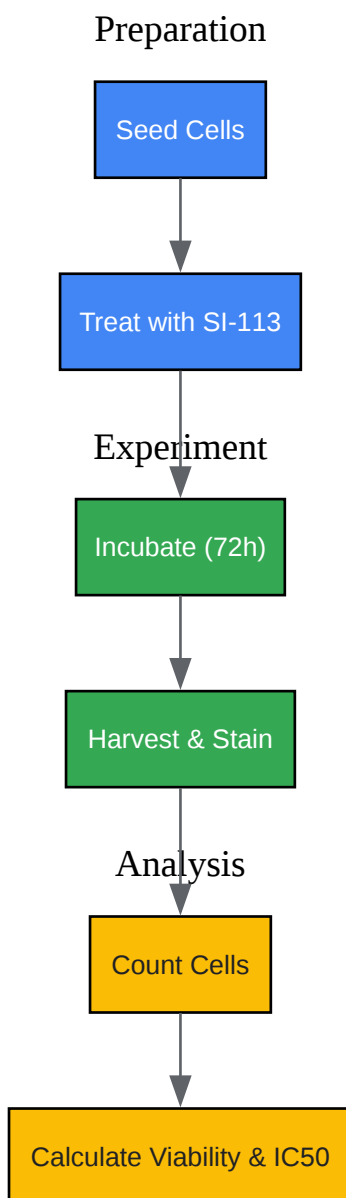 Preparation
Seed Cells
Treat with SI-113
Experiment
Incubate (72h)
Harvest & Stain
Analysis
Count Cells
Calculate Viability & IC50